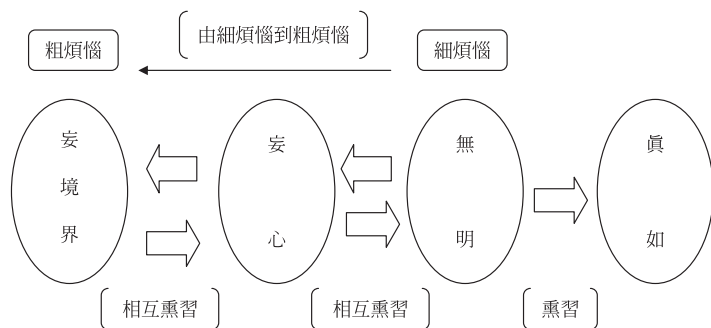 由細煩惱到粗煩惱
粗煩惱
細煩惱
妄境界
妄心
無明
眞如
相互熏習
相互熏習
熏習